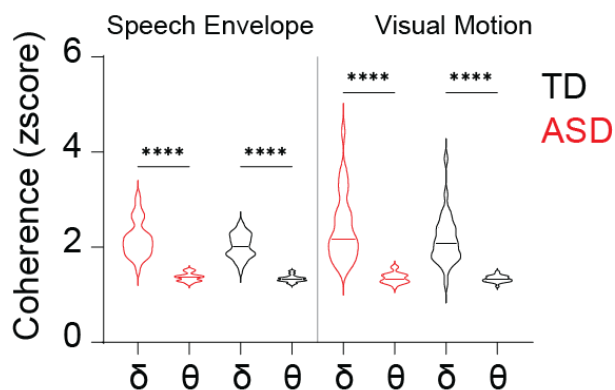 Speech Envelope Visual Motion
Coherence (zscore)
6
4
2
0
**** **** **** ****
TD
ASD
δ θ δ θ δ θ δ θ